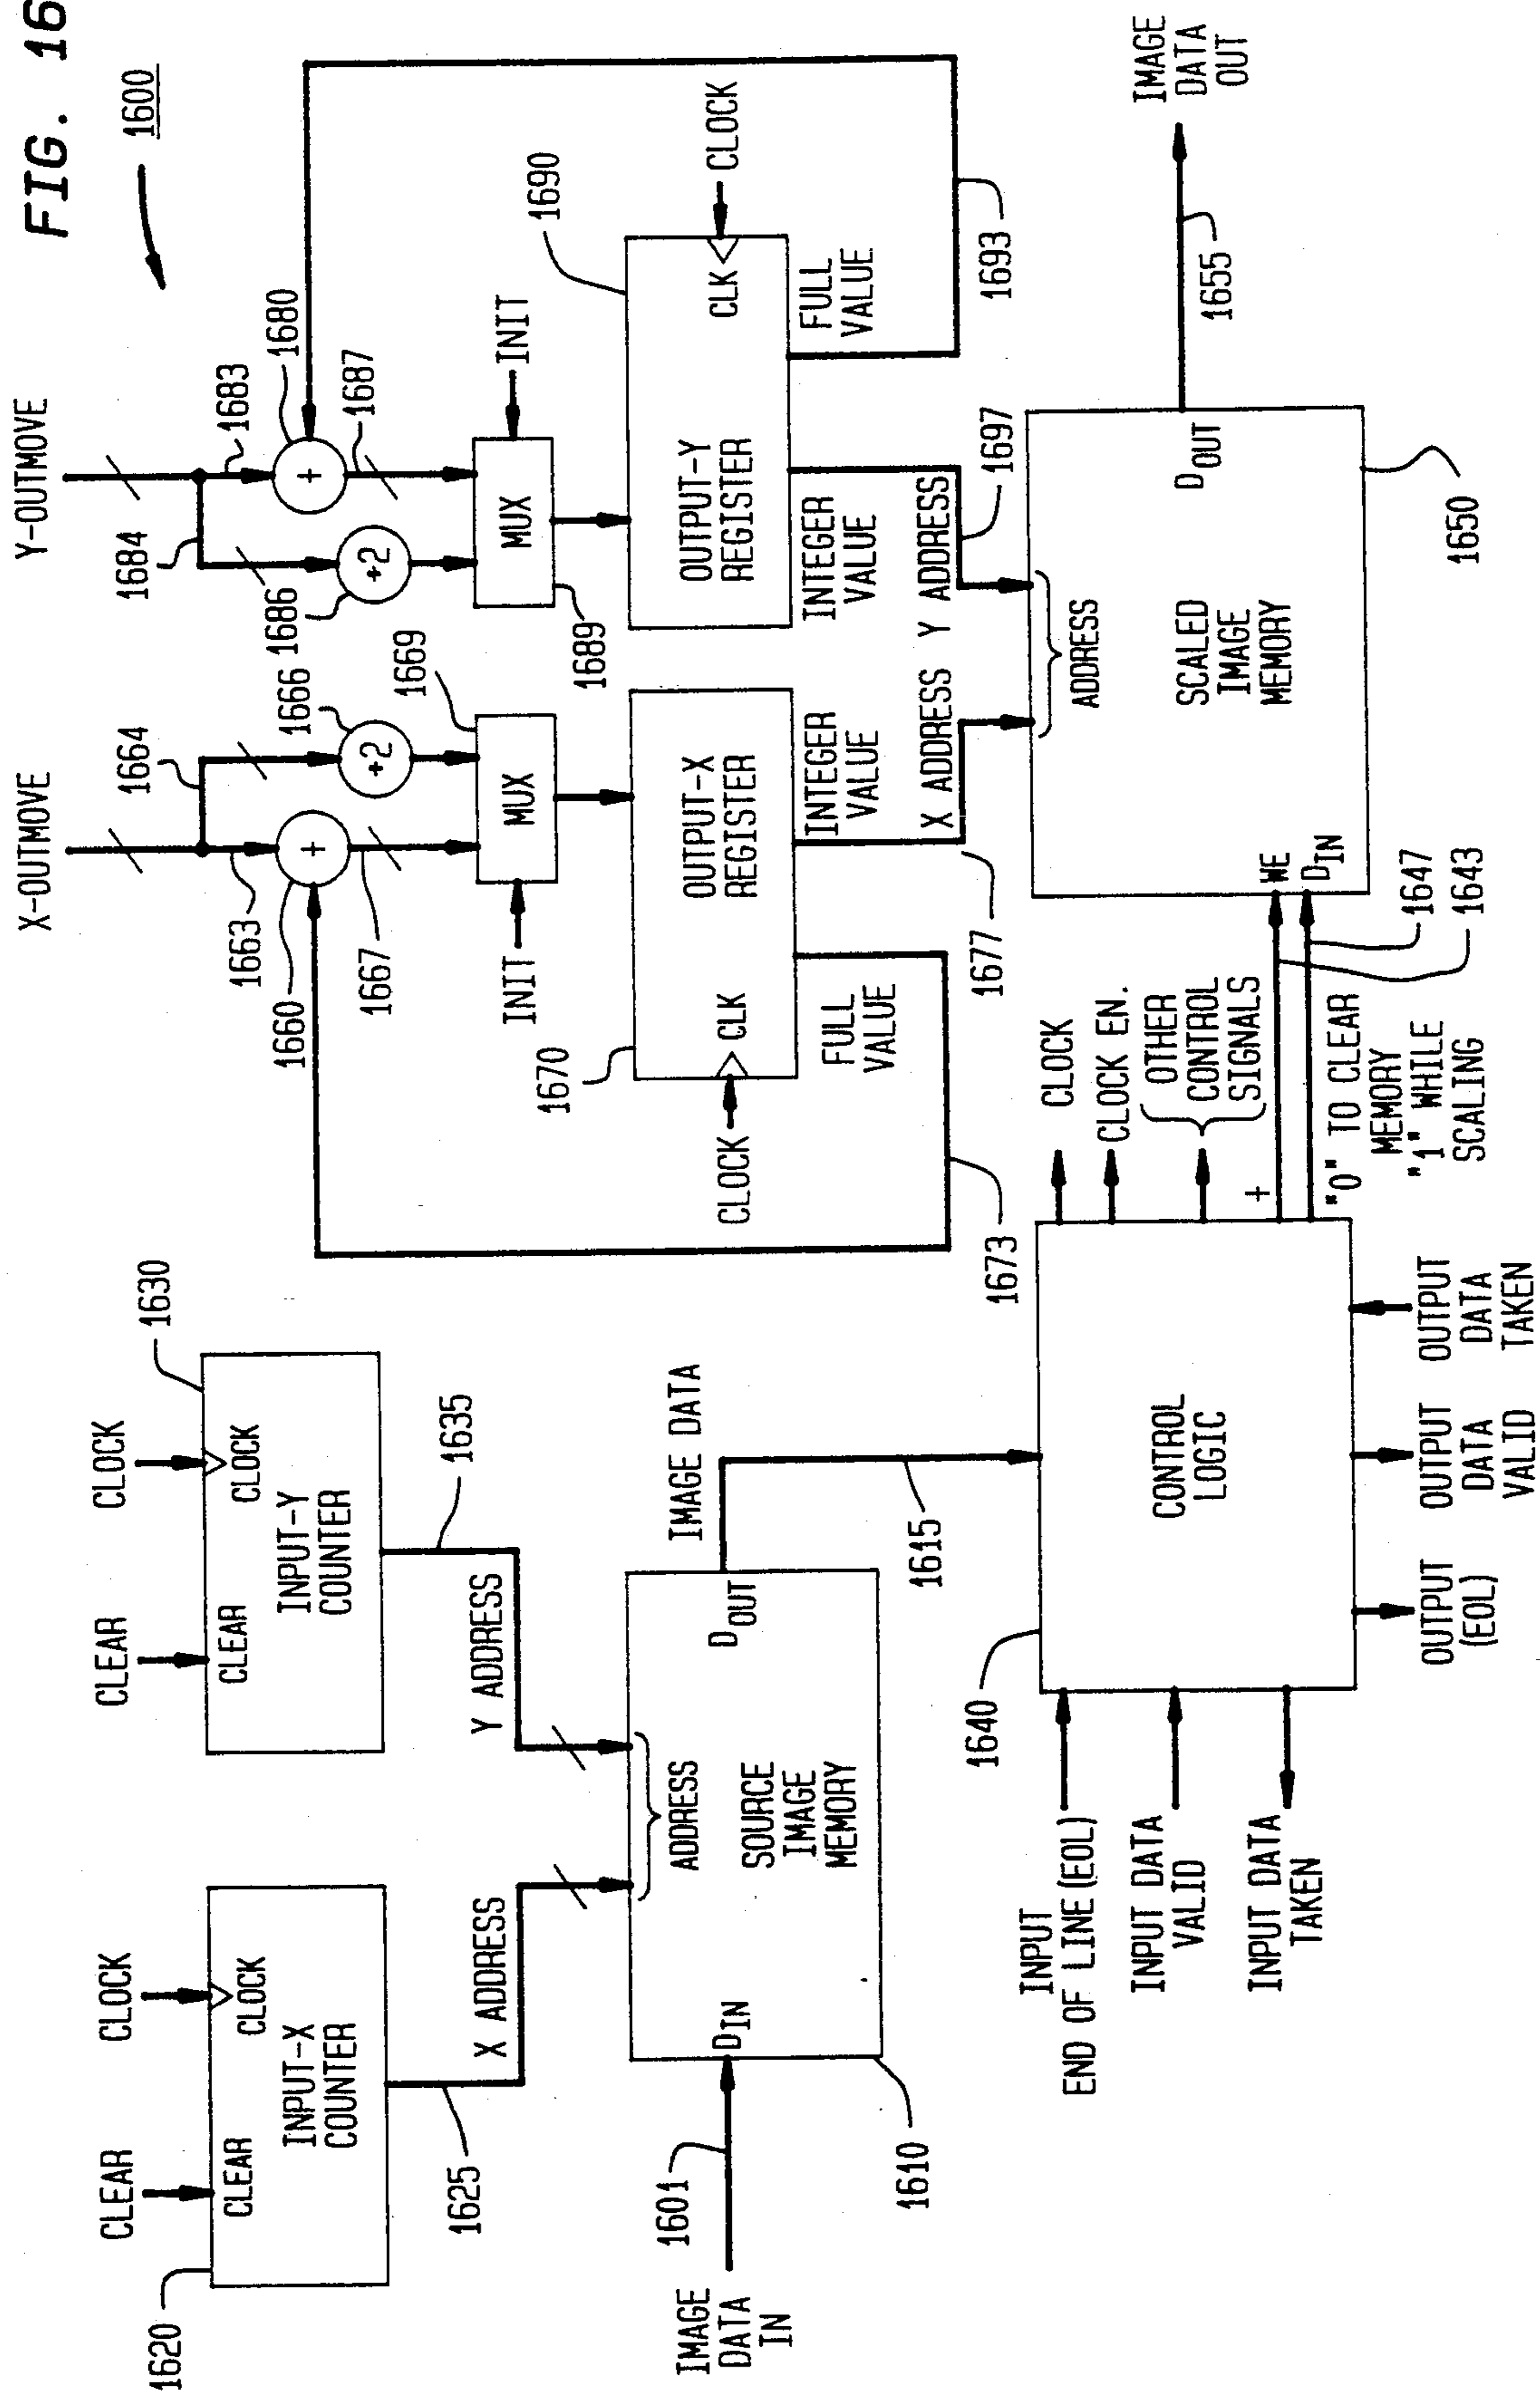 FIG. 16
1600
CLEAR
CLOCK
CLEAR
CLOCK
INPUT-X
COUNTER
1620
1625
X ADDRESS
CLEAR
CLOCK
CLEAR
CLOCK
INPUT-Y
COUNTER
1630
1635
Y ADDRESS
IMAGE
DATA
IN
1601
DIN
ADDRESS
SOURCE
IMAGE
MEMORY
DOUT
1610
IMAGE DATA
1615
X-OUTMOVE
1663
1664
1660
+
1666
÷2
1667
1669
INIT
MUX
1670
CLOCK
CLK
OUTPUT-X
REGISTER
FULL
VALUE
INTEGER
VALUE
1673
1677
X ADDRESS
Y-OUTMOVE
1684
1683
1680
+
1686
÷2
1687
1689
INIT
MUX
1690
CLOCK
CLK
OUTPUT-Y
REGISTER
INTEGER
VALUE
FULL
VALUE
1693
1697
Y ADDRESS
1640
INPUT
END OF LINE(EOL)
INPUT DATA
VALID
INPUT DATA
TAKEN
CONTROL
LOGIC
OUTPUT
(EOL)
OUTPUT
DATA
VALID
OUTPUT
DATA
TAKEN
CLOCK
CLOCK EN.
OTHER
CONTROL
SIGNALS
+
"0" TO CLEAR
MEMORY
"1" WHILE
SCALING
1647
1643
WE
DIN
ADDRESS
SCALED
IMAGE
MEMORY
DOUT
1650
1655
IMAGE
DATA
OUT